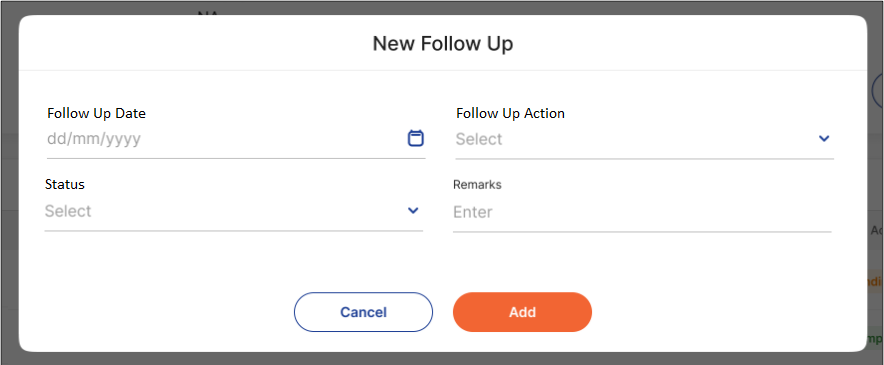 New Follow Up
Follow Up Date
Follow Up Action
dd/mm/yyyy
Select
Status
Remarks
Select
Enter
Cancel
Add